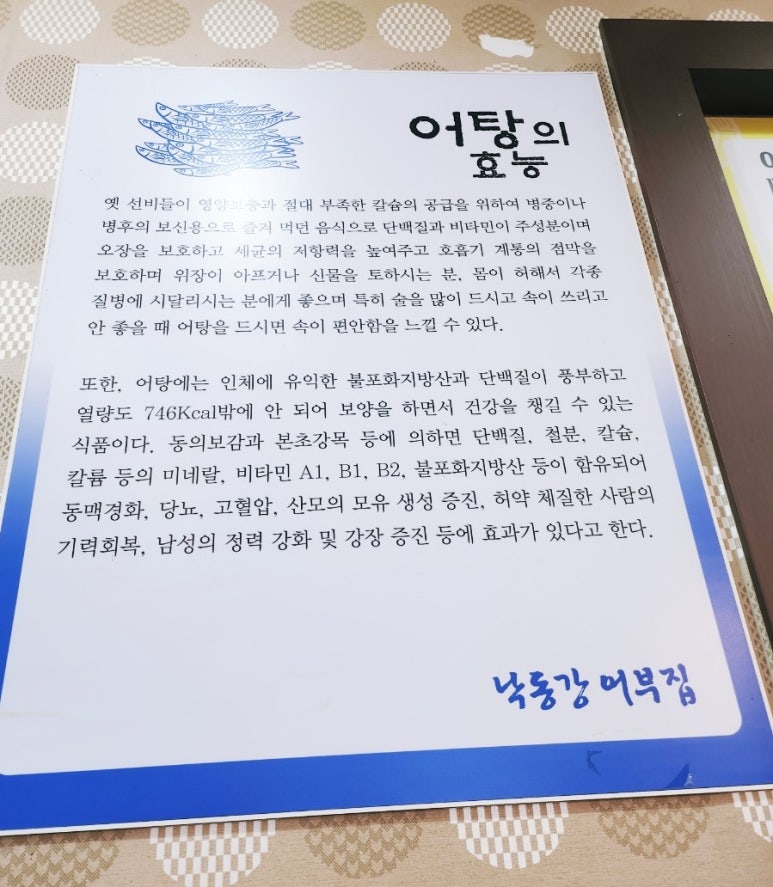 어탕의
효능
옛 선비들이 영양보충과 절대 부족한 칼슘의 공급을 위하여 병중이나
병후의 보신용으로 즐겨 먹던 음식으로 단백질과 비타민이 주성분이며
오장을 보호하고 세균의 저항력을 높여주고 호흡기 계통의 점막을
보호하며 위장이 아프거나 신물을 토하시는 분, 몸이 허해서 각종
질병에 시달리시는 분에게 좋으며 특히 술을 많이 드시고 속이 쓰리고
안 좋을 때 어탕을 드시면 속이 편안함을 느낄 수 있다.
또한, 어탕에는 인체에 유익한 불포화지방산과 단백질이 풍부하고
열량도 746Kcal밖에 안 되어 보양을 하면서 건강을 챙길 수 있는
식품이다. 동의보감과 본초강목 등에 의하면 단백질, 철분, 칼슘,
칼륨 등의 미네랄, 비타민 A1, B1, B2, 불포화지방산 등이 함유되어
동맥경화, 당뇨, 고혈압, 산모의 모유 생성 증진, 허약 체질한 사람의
기력회복, 남성의 정력 강화 및 강장 증진 등에 효과가 있다고 한다.
낙동강 어부집